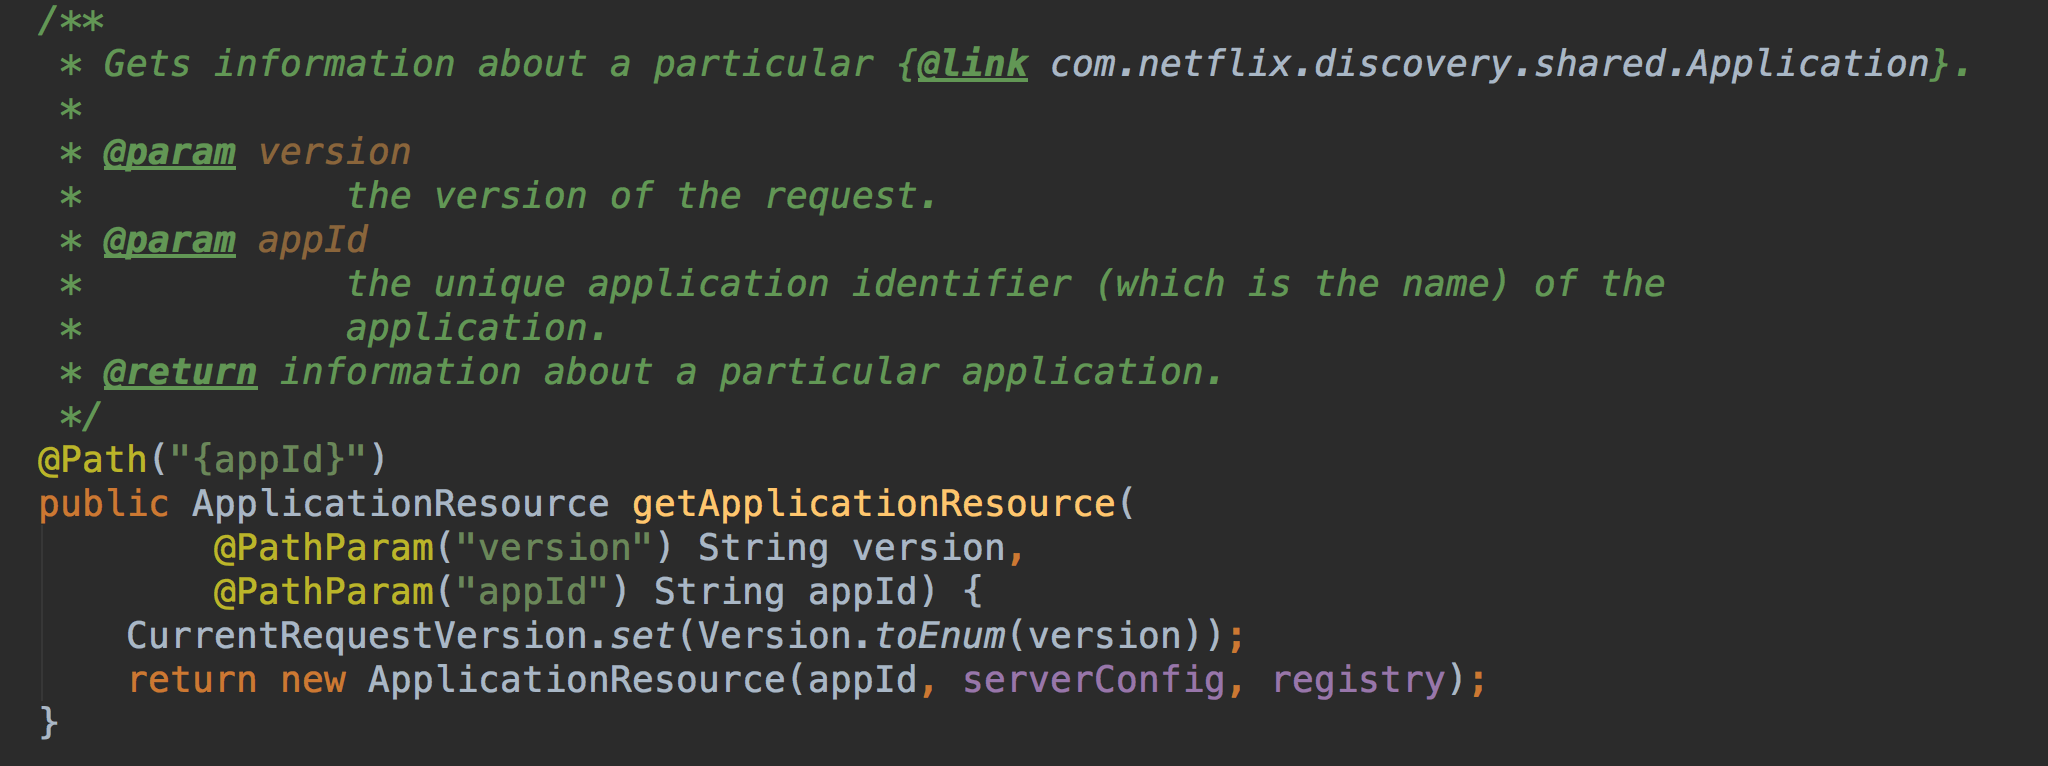 /**
 * Gets information about a particular {@link com.netflix.discovery.shared.Application}.
 *
 * @param version
 *            the version of the request.
 * @param appId
 *            the unique application identifier (which is the name) of the
 *            application.
 * @return information about a particular application.
 */
@Path("{appId}")
public ApplicationResource getApplicationResource(
        @PathParam("version") String version,
        @PathParam("appId") String appId) {
    CurrentRequestVersion.set(Version.toEnum(version));
    return new ApplicationResource(appId, serverConfig, registry);
}